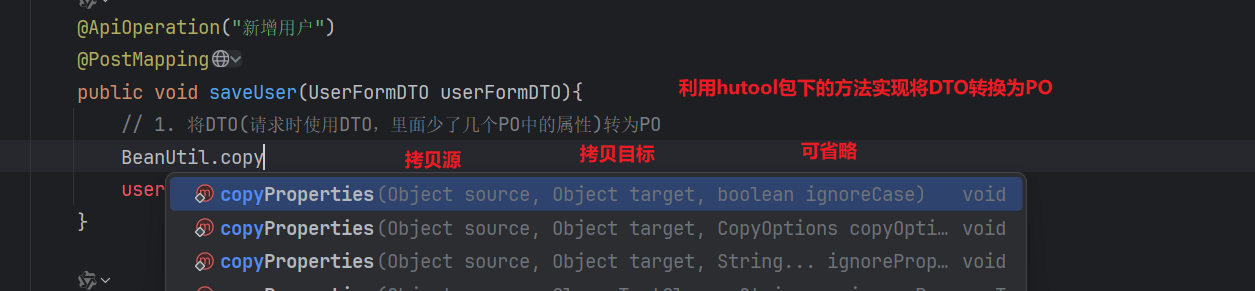 @ApiOperation("新增用户")
@PostMapping
public void saveUser(UserFormDTO userFormDTO){
利用hutool包下的方法实现将DTO转换为PO
// 1. 将DTO(请求时使用DTO，里面少了几个PO中的属性)转为PO
BeanUtil.copy
拷贝源
拷贝目标
可省略
user
copyProperties(Object source, Object target, boolean ignoreCase) void
copyProperties(Object source, Object target, CopyOptions copyOpti… void
copyProperties(Object source, Object target, String... ignoreProp… void
}